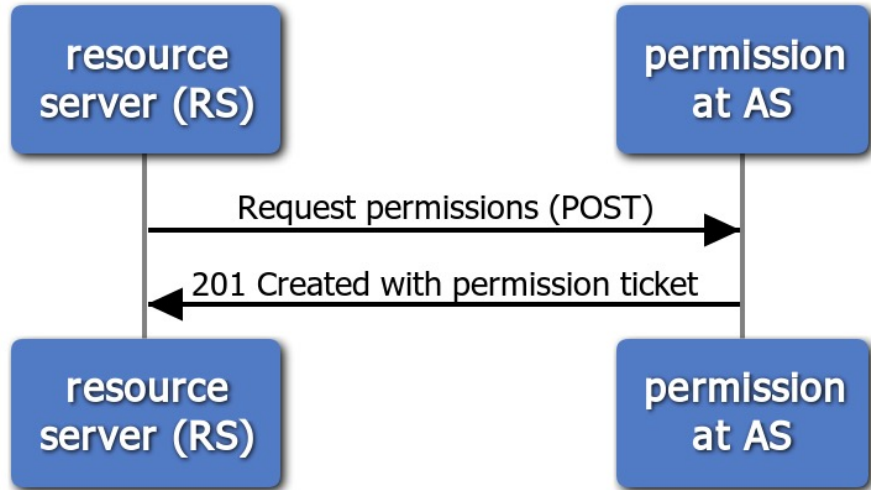 resource
server (RS)
permission
at AS
Request permissions (POST)
201 Created with permission ticket
resource
server (RS)
permission
at AS